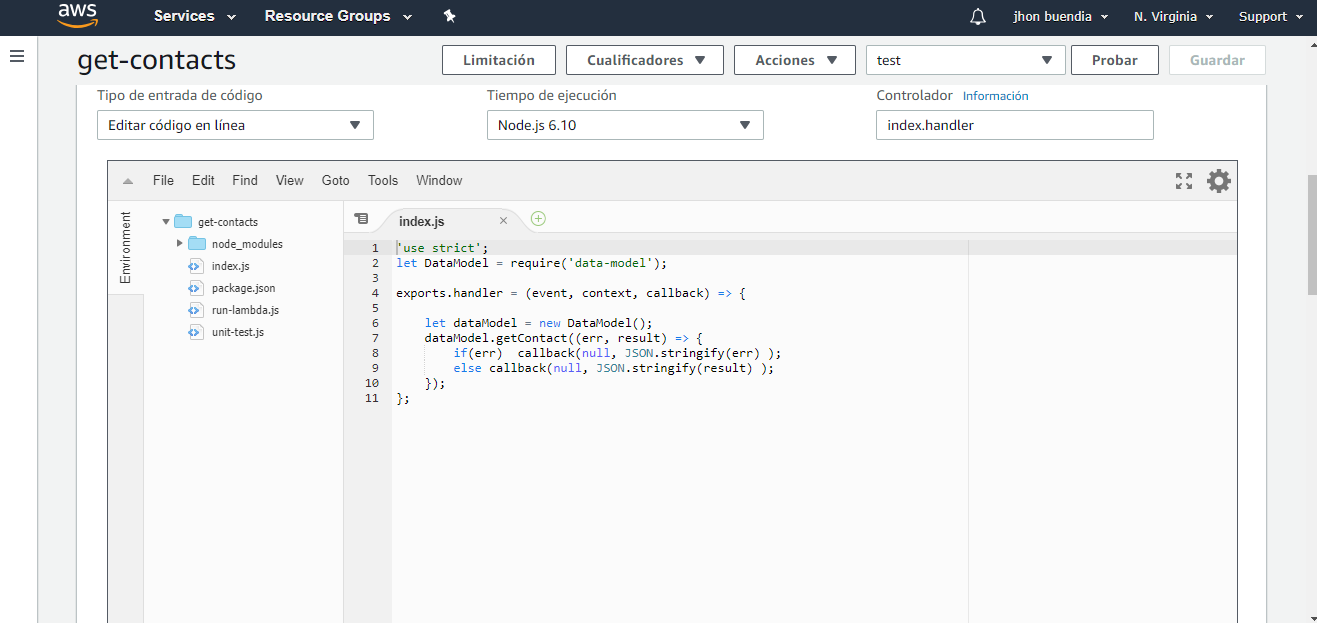 aws Services Resource Groups jhon buendia N. Virginia Support
get-contacts Limitación Cualificadores Acciones test Probar Guardar
Tipo de entrada de código Tiempo de ejecución Controlador Información
Editar código en línea Node.js 6.10 index.handler
File Edit Find View Goto Tools Window
Environment
get-contacts
node_modules
index.js
package.json
run-lambda.js
unit-test.js
index.js
1 'use strict';
2 let DataModel = require('data-model');
3
4 exports.handler = (event, context, callback) => {
5
6 let dataModel = new DataModel();
7 dataModel.getContact((err, result) => {
8 if(err)  callback(null, JSON.stringify(err) );
9 else callback(null, JSON.stringify(result) );
10 });
11 };